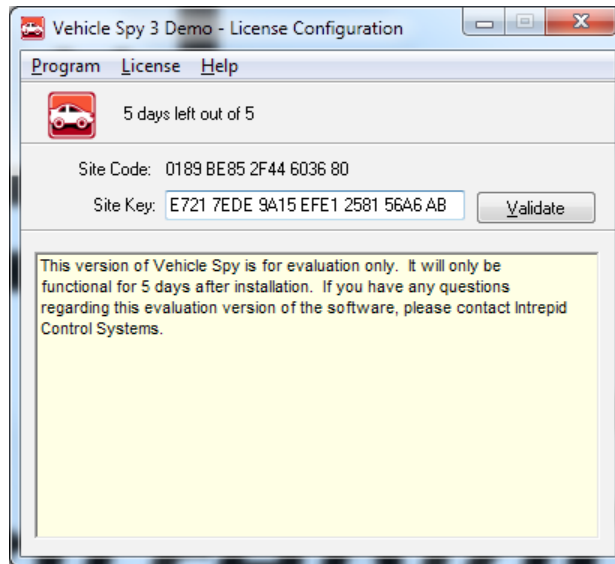 Vehicle Spy 3 Demo - License Configuration
Program License Help
5 days left out of 5
Site Code: 0189 BE85 2F44 6036 80
Site Key: E721 7EDE 9A15 EFE1 2581 56A6 AB Validate
This version of Vehicle Spy is for evaluation only. It will only be
functional for 5 days after installation. If you have any questions
regarding this evaluation version of the software, please contact Intrepid
Control Systems.